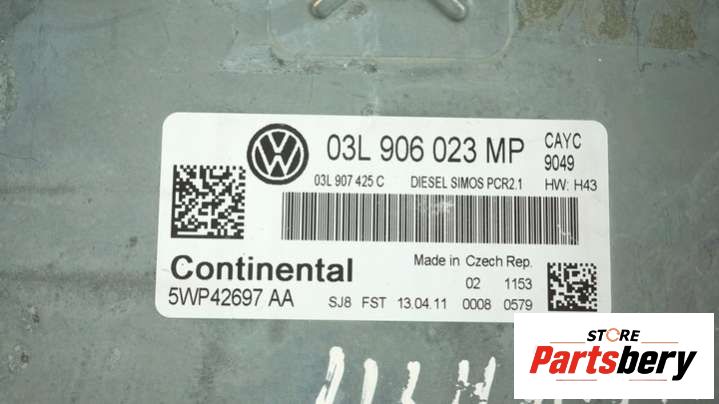 03L 906 023 MP
CAYC
9049
03L 907 425 C DIESEL SIMOS PCR2.1 HW: H43
Continental
Made in Czech Rep.
02 1153
5WP42697 AA
SJ8 FST 13.04.11 0008 0579
STORE
Partsbery